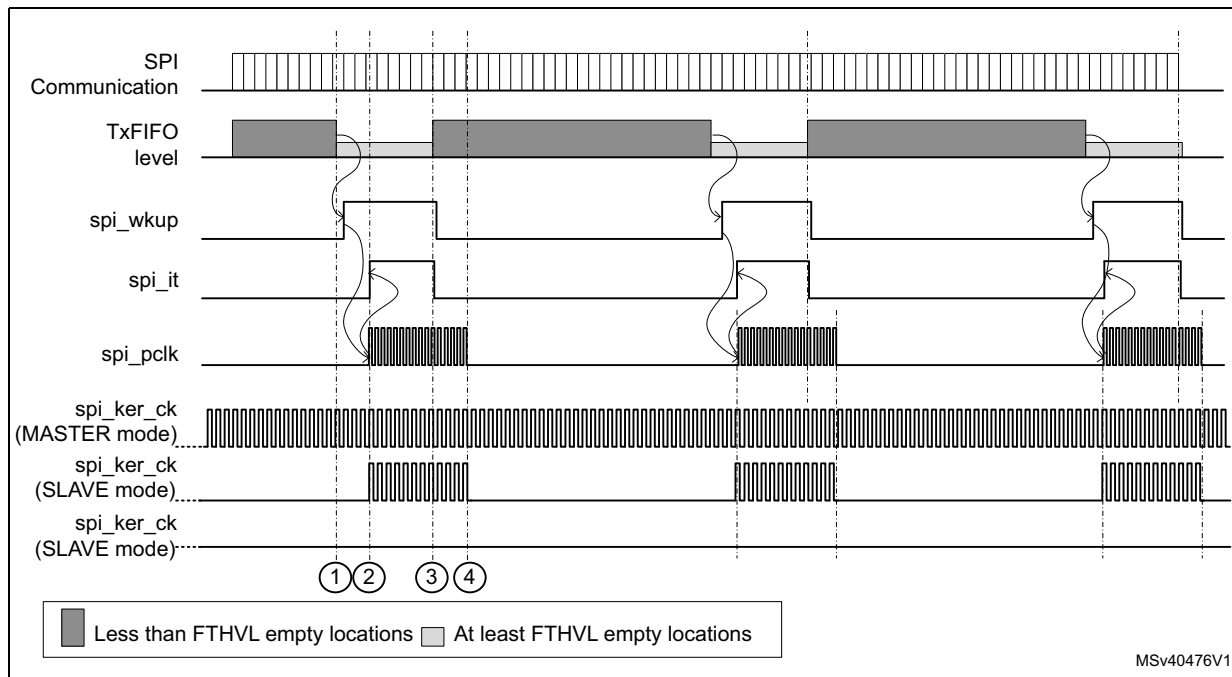 SPI
Communication
TxFIFO
level
spi_wkup
spi_it
spi_pclk
spi_ker_ck
(MASTER mode)
spi_ker_ck
(SLAVE mode)
spi_ker_ck
(SLAVE mode)
1 2 3 4
Less than FTHVL empty locations At least FTHVL empty locations
MSv40476V1